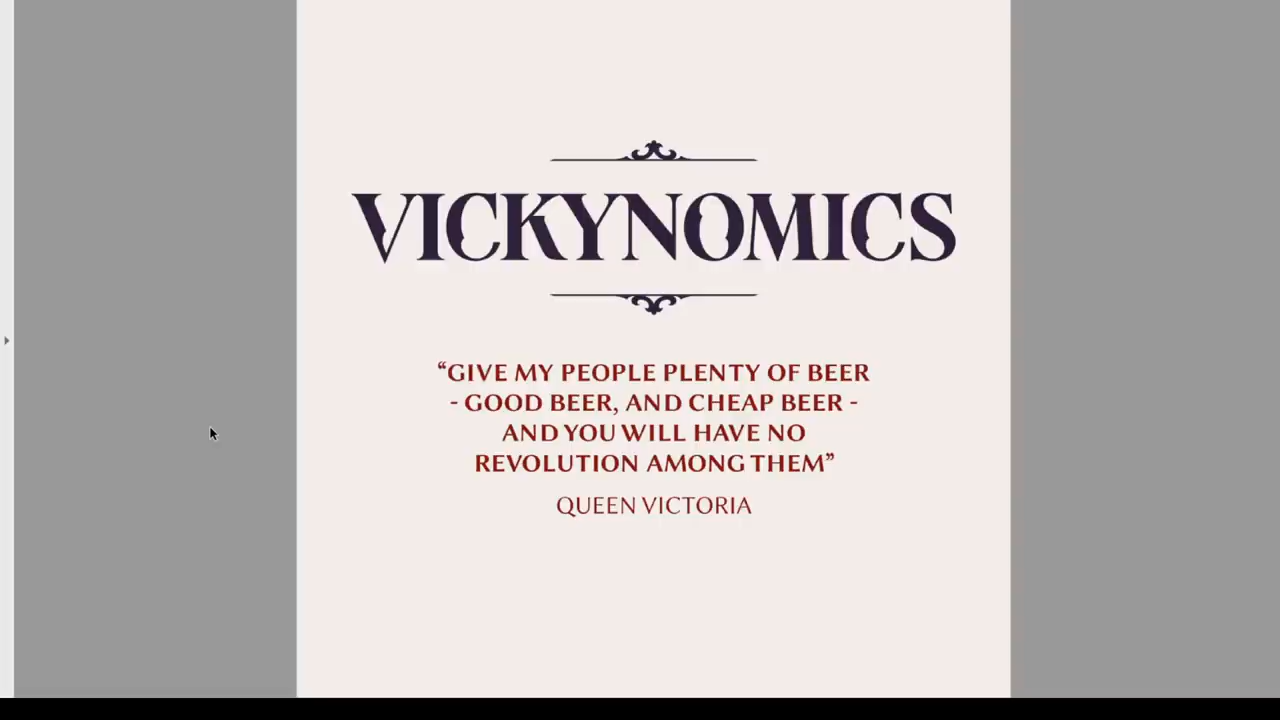 VICKYNOMICS
“GIVE MY PEOPLE PLENTY OF BEER
- GOOD BEER, AND CHEAP BEER -
AND YOU WILL HAVE NO
REVOLUTION AMONG THEM”
QUEEN VICTORIA